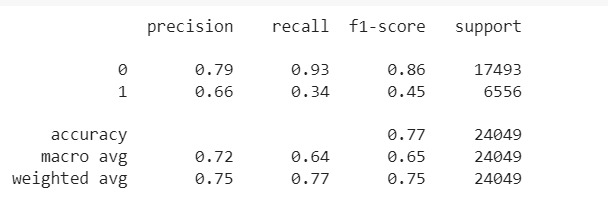 precision recall f1-score support
0 0.79 0.93 0.86 17493
1 0.66 0.34 0.45 6556
accuracy 0.77 24049
macro avg 0.72 0.64 0.65 24049
weighted avg 0.75 0.77 0.75 24049